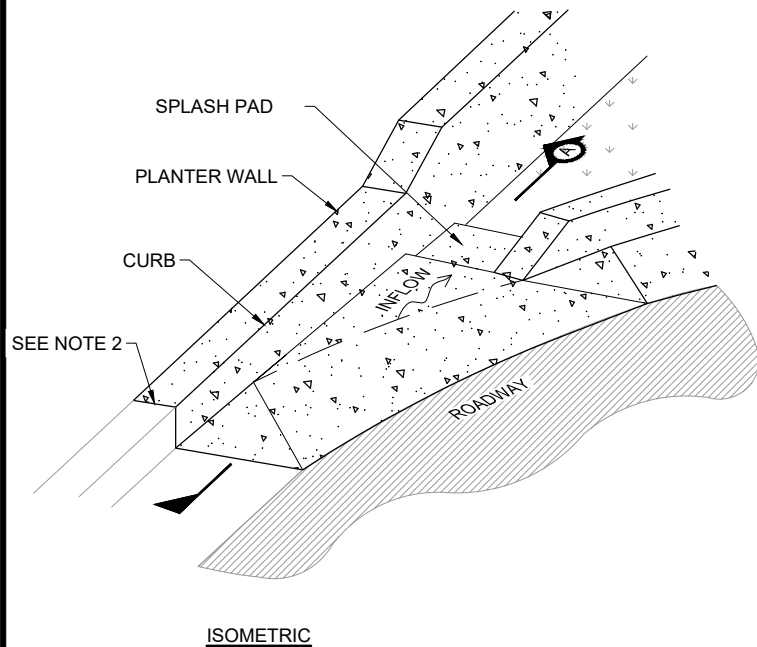 SPLASH PAD
A
PLANTER WALL
CURB
INFLOW
SEE NOTE 2
ROADWAY
ISOMETRIC